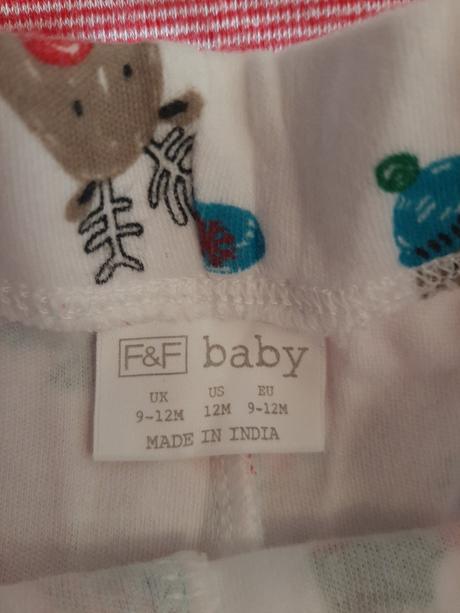 F&F baby
UK US EU
9-12M 12M 9-12M
MADE IN INDIA